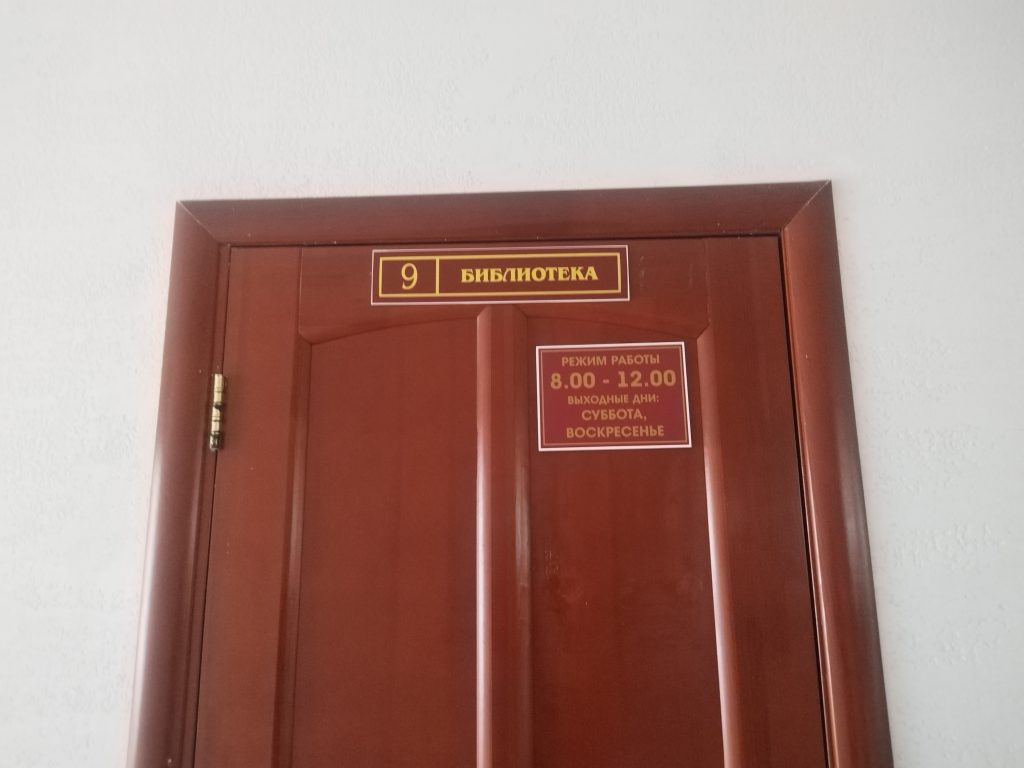 9 БИБЛИОТЕКА
РЕЖИМ РАБОТЫ
8.00 - 12.00
ВЫХОДНЫЕ ДНИ:
СУББОТА,
ВОСКРЕСЕНЬЕ